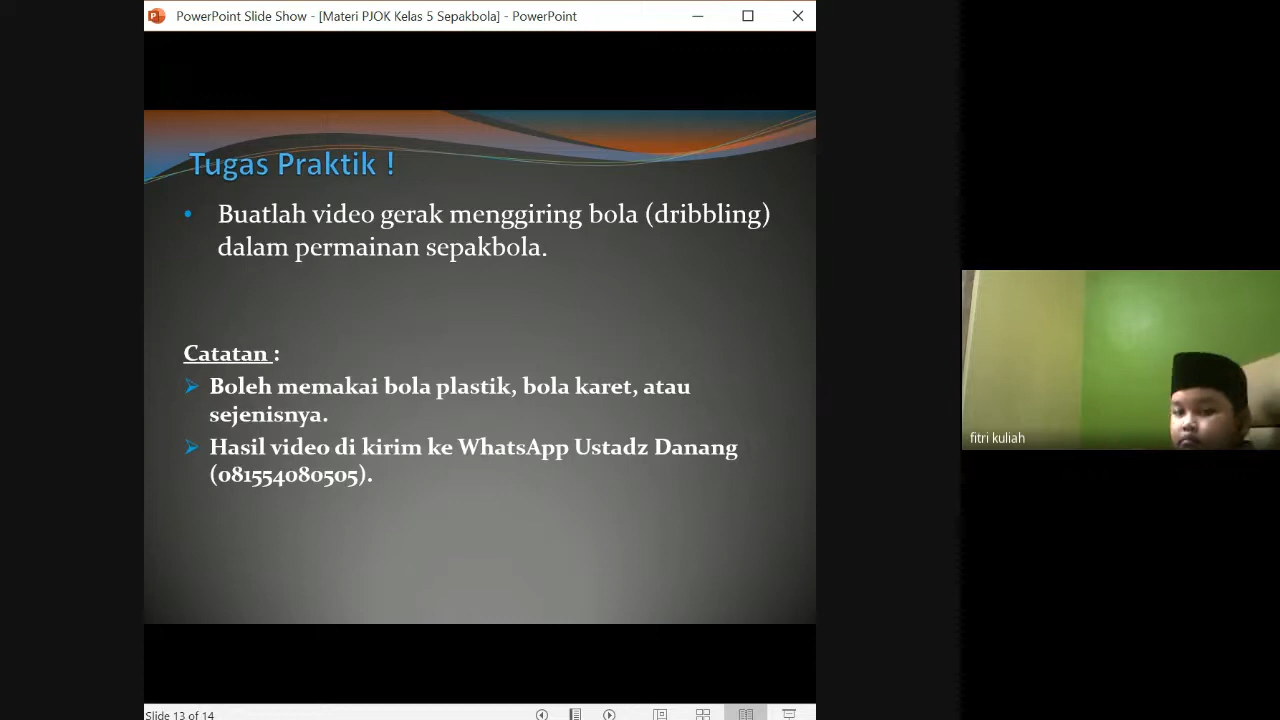 PowerPoint Slide Show - [Materi PJOK Kelas 5 Sepakbola] - PowerPoint
Tugas Praktik !
• Buatlah video gerak menggiring bola (dribbling)
dalam permainan sepakbola.
Catatan :
➢ Boleh memakai bola plastik, bola karet, atau
sejenisnya.
➢ Hasil video di kirim ke WhatsApp Ustadz Danang
(081554080505).
fitri kuliah
Slide 13 of 14